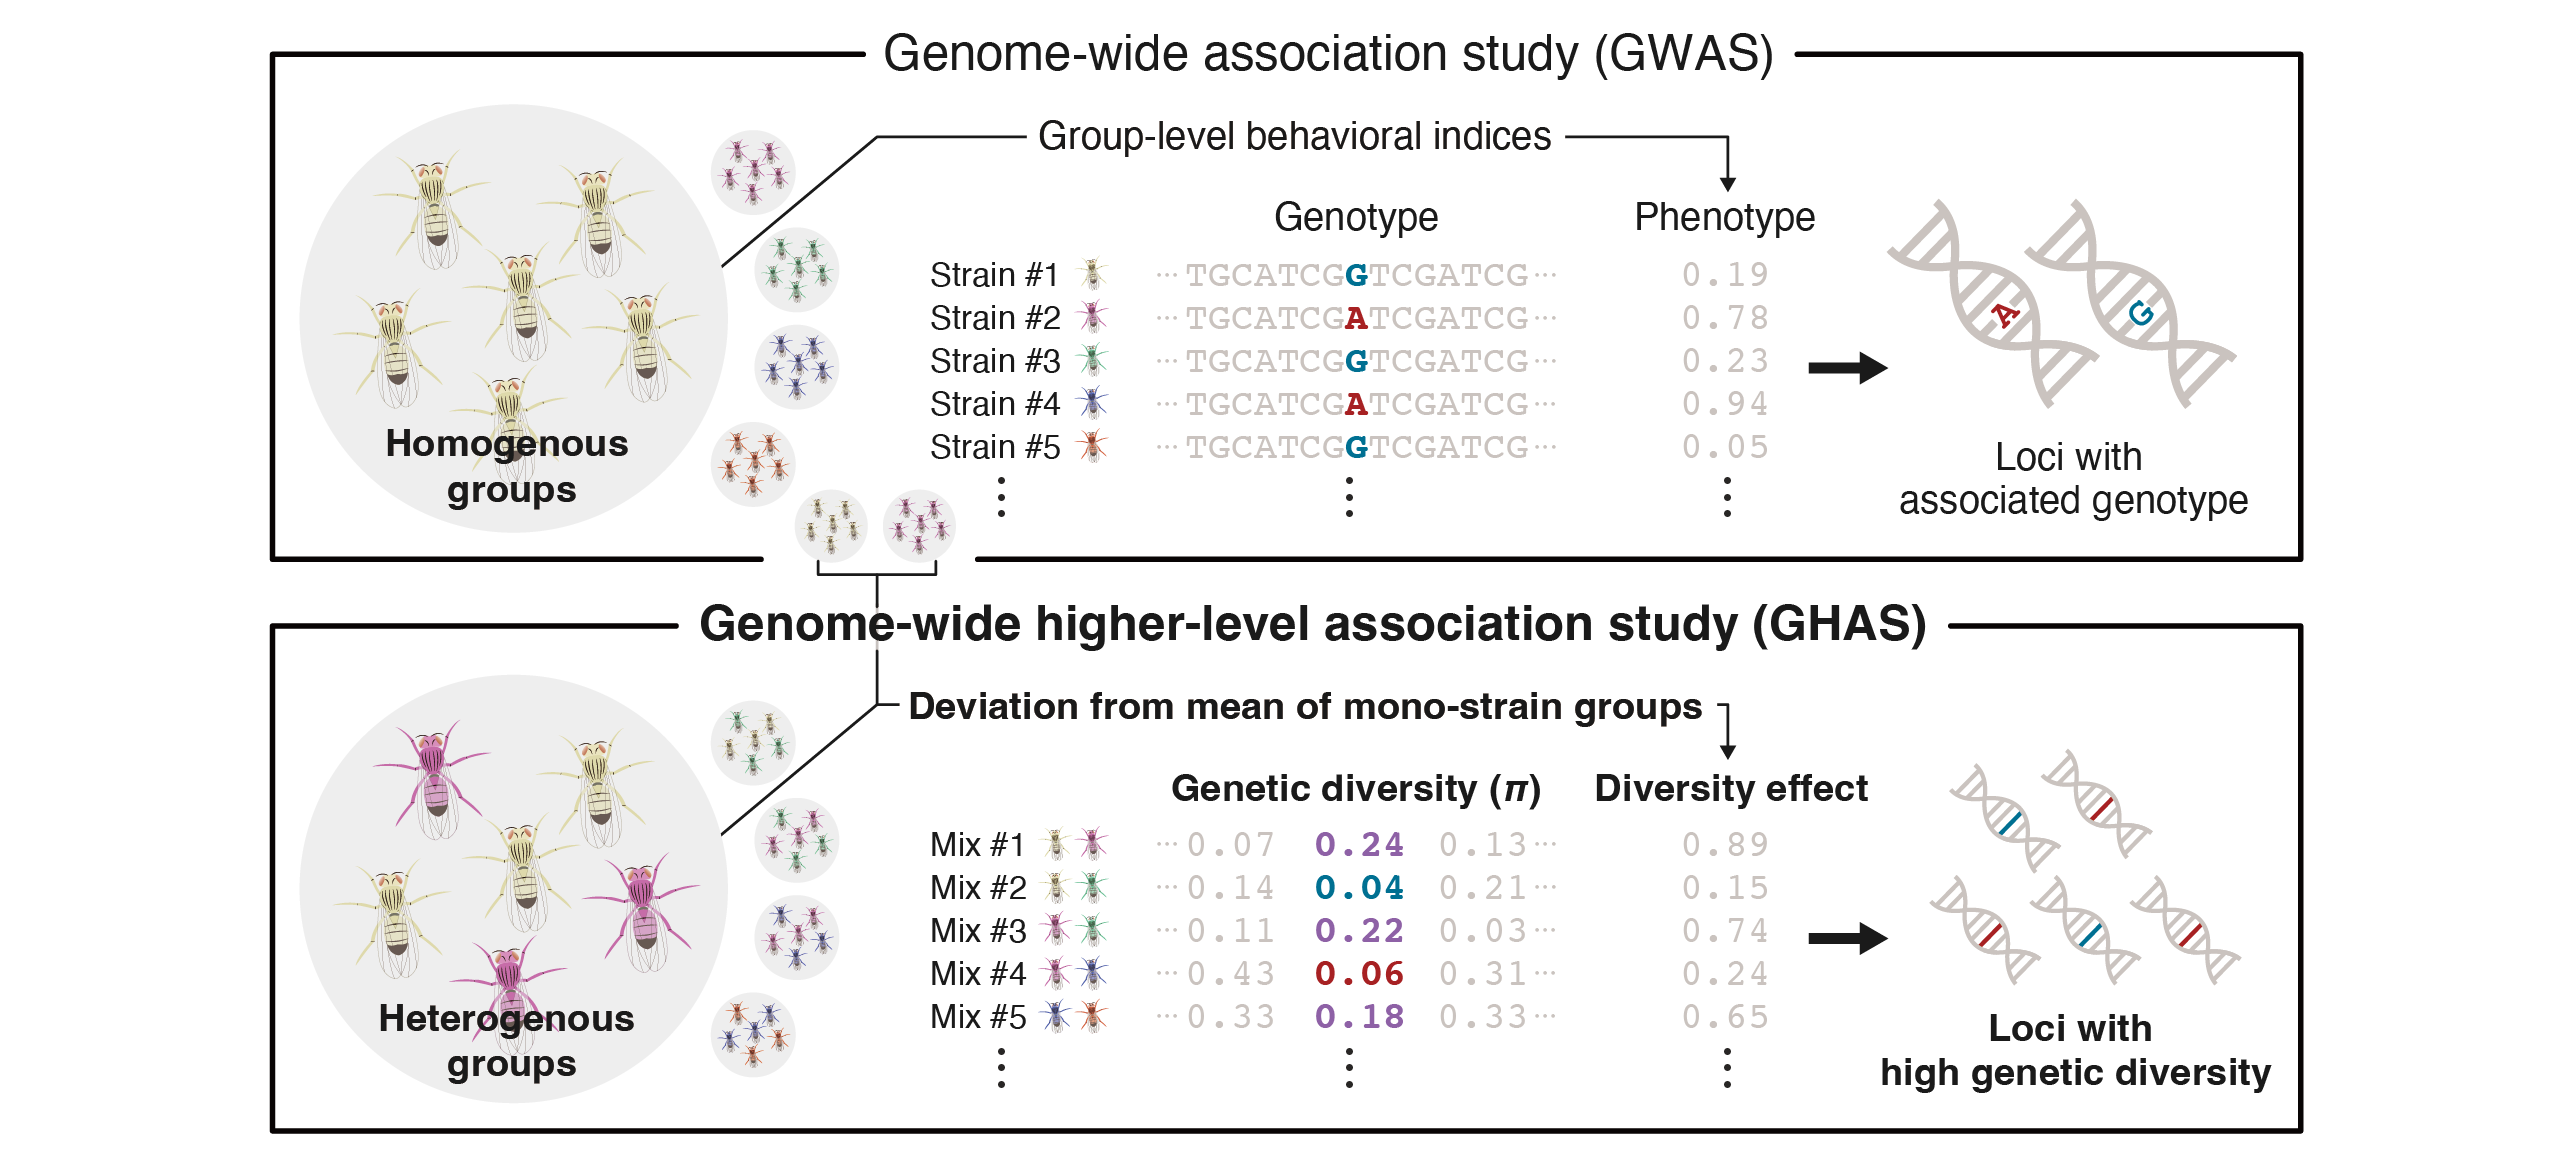 Genome-wide association study (GWAS)
Group-level behavioral indices
Genotype Phenotype
Strain #1 ···TGCATCGGTCGATCG··· 0.19
Strain #2 ···TGCATCGATCGATCG··· 0.78
Strain #3 ···TGCATCGGTCGATCG··· 0.23
Strain #4 ···TGCATCGATCGATCG··· 0.94
Strain #5 ···TGCATCGGTCGATCG··· 0.05
A G
Homogenous
groups
Loci with
associated genotype
Genome-wide higher-level association study (GHAS)
Deviation from mean of mono-strain groups
Genetic diversity (π) Diversity effect
Mix #1 ···0.07 0.24 0.13··· 0.89
Mix #2 ···0.14 0.04 0.21··· 0.15
Mix #3 ···0.11 0.22 0.03··· 0.74
Mix #4 ···0.43 0.06 0.31··· 0.24
Mix #5 ···0.33 0.18 0.33··· 0.65
Heterogenous
groups
Loci with
high genetic diversity